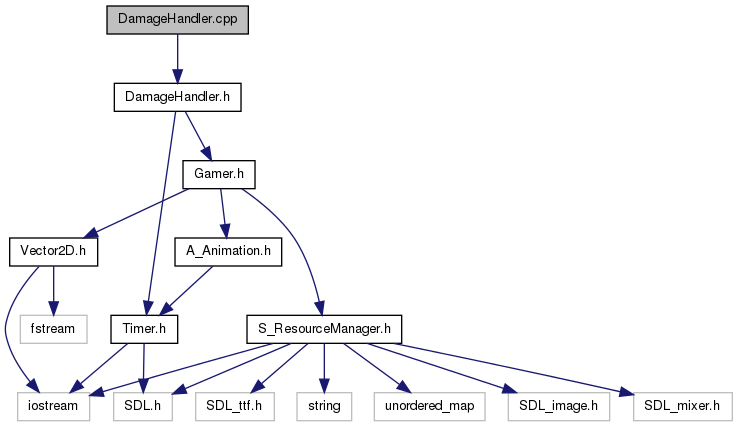 DamageHandler.cpp
DamageHandler.h
Gamer.h
Vector2D.h
A_Animation.h
fstream
Timer.h
S_ResourceManager.h
iostream
SDL.h
SDL_ttf.h
string
unordered_map
SDL_image.h
SDL_mixer.h